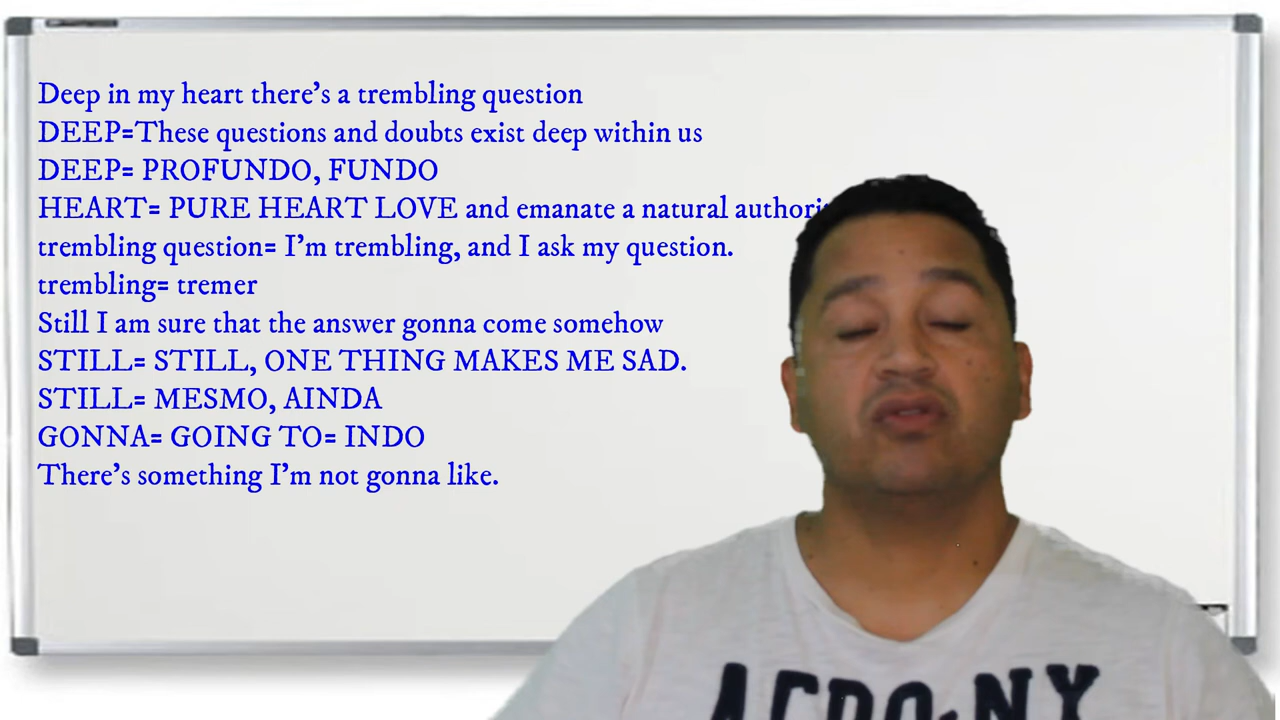 Deep in my heart there's a trembling question
DEEP=These questions and doubts exist deep within us
DEEP= PROFUNDO, FUNDO
HEART= PURE HEART LOVE and emanate a natural
trembling question= I'm trembling, and I ask my question.
trembling= tremer
Still I am sure that the answer gonna come somehow
STILL= STILL, ONE THING MAKES ME SAD.
STILL= MESMO, AINDA
GONNA= GOING TO= INDO
There's something I'm not gonna like.